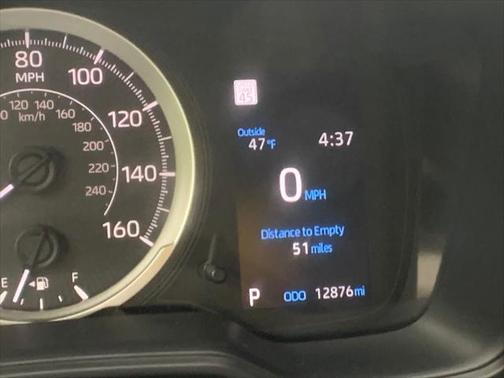 80
MPH
100
120
140
160
120 140
km/h 160
180
200
220
240
45
Outside
47 °F
4:37
0 MPH
Distance to Empty
51 miles
E F
P ODO 12876 mi